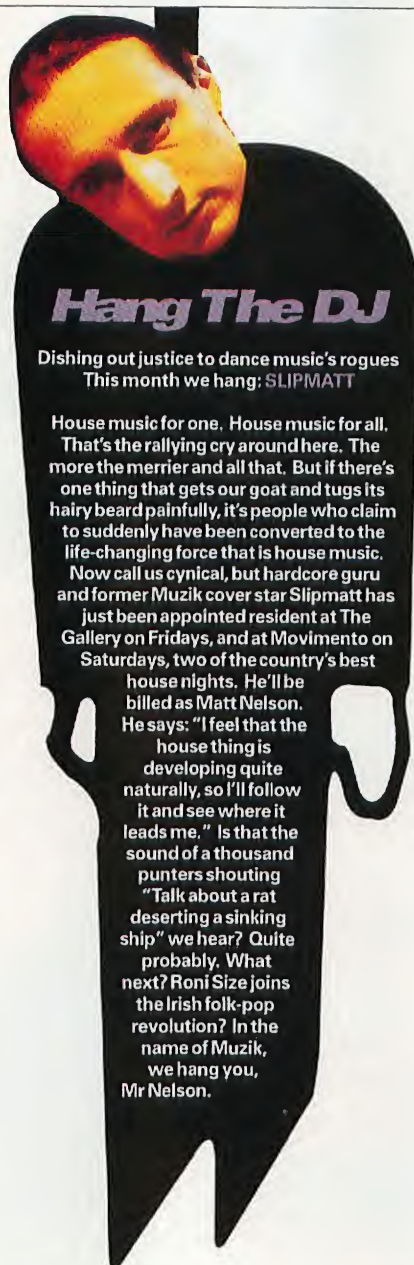 Hang The DJ
Dishing out justice to dance music's rogues
This month we hang: SLIPMATT
House music for one. House music for all.
That's the rallying cry around here. The
more the merrier and all that. But if there's
one thing that gets our goat and tugs its
hairy beard painfully, it's people who claim
to suddenly have been converted to the
life-changing force that is house music.
Now call us cynical, but hardcore guru
and former Muzik cover star Slipmatt has
just been appointed resident at The
Gallery on Fridays, and at Movimento on
Saturdays, two of the country's best
house nights. He'll be
billed as Matt Nelson.
He says: "I feel that the
house thing is
developing quite
naturally, so I'll follow
it and see where it
leads me." Is that the
sound of a thousand
punters shouting
"Talk about a rat
deserting a sinking
ship" we hear? Quite
probably. What
next? Roni Size joins
the Irish folk-pop
revolution? In the
name of Muzik,
we hang you,
Mr Nelson.